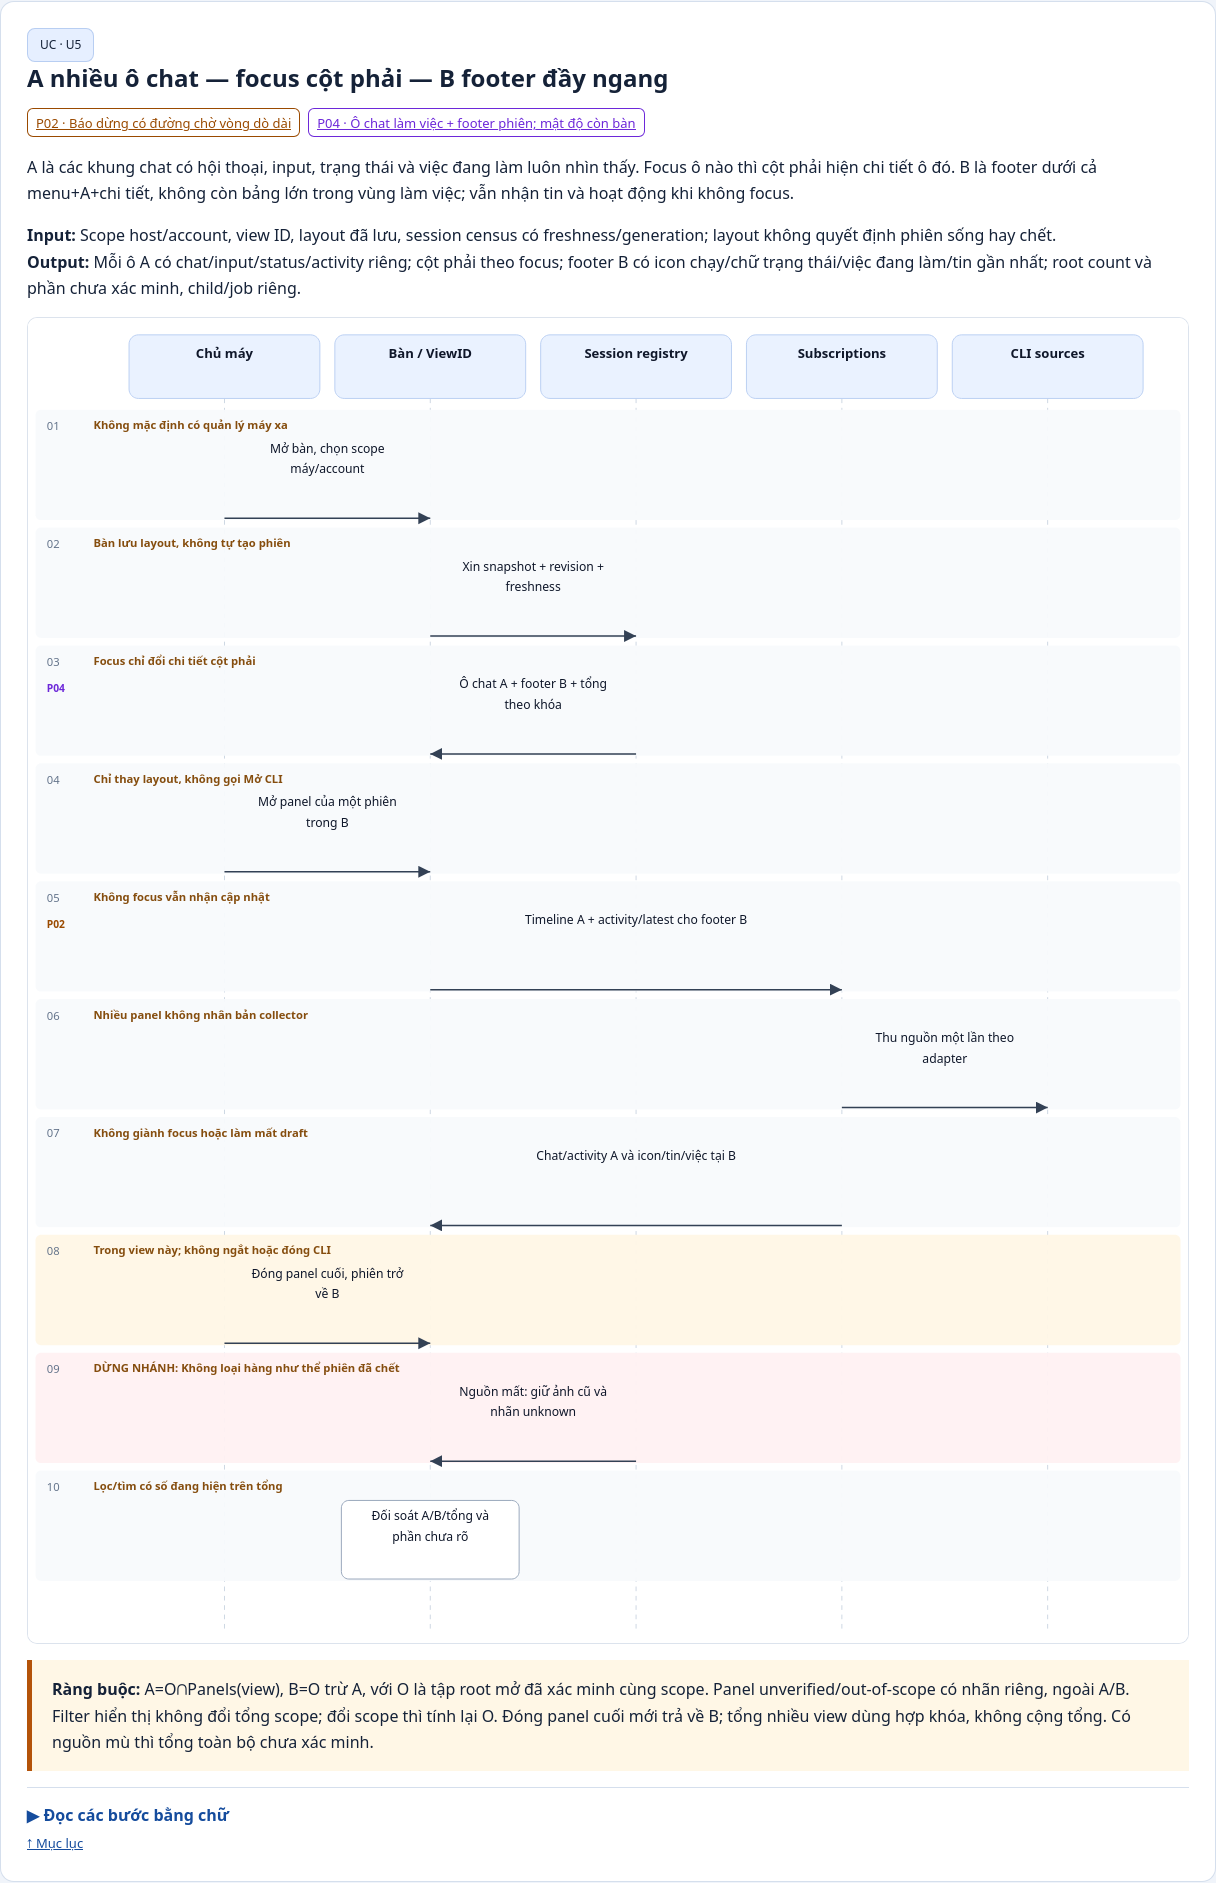 UC · U5
A nhiều ô chat — focus cột phải — B footer đầy ngang
P02 · Báo dừng có đường chờ vòng dò dài
P04 · Ô chat làm việc + footer phiên; mật độ còn bàn
A là các khung chat có hội thoại, input, trạng thái và việc đang làm luôn nhìn thấy. Focus ô nào thì cột phải hiện chi tiết ô đó. B là footer dưới cả
menu+A+chi tiết, không còn bảng lớn trong vùng làm việc; vẫn nhận tin và hoạt động khi không focus.
Input: Scope host/account, view ID, layout đã lưu, session census có freshness/generation; layout không quyết định phiên sống hay chết.
Output: Mỗi ô A có chat/input/status/activity riêng; cột phải theo focus; footer B có icon chạy/chữ trạng thái/việc đang làm/tin gần nhất; root count và
phần chưa xác minh, child/job riêng.
Chủ máy
Bàn / ViewID
Session registry
Subscriptions
CLI sources
01
Không mặc định có quản lý máy xa
Mở bàn, chọn scope
máy/account
02
Bàn lưu layout, không tự tạo phiên
Xin snapshot + revision +
freshness
03
Focus chỉ đổi chi tiết cột phải
P04
Ô chat A + footer B + tổng
theo khóa
04
Chỉ thay layout, không gọi Mở CLI
Mở panel của một phiên
trong B
05
Không focus vẫn nhận cập nhật
P02
Timeline A + activity/latest cho footer B
06
Nhiều panel không nhân bản collector
Thu nguồn một lần theo
adapter
07
Không giành focus hoặc làm mất draft
Chat/activity A và icon/tin/việc tại B
08
Trong view này; không ngắt hoặc đóng CLI
Đóng panel cuối, phiên trở
về B
09
DỪNG NHÁNH: Không loại hàng như thể phiên đã chết
Nguồn mất: giữ ảnh cũ và
nhãn unknown
10
Lọc/tìm có số đang hiện trên tổng
Đối soát A/B/tổng và
phần chưa rõ
Ràng buộc: A=O∩Panels(view), B=O trừ A, với O là tập root mở đã xác minh cùng scope. Panel unverified/out-of-scope có nhãn riêng, ngoài A/B.
Filter hiển thị không đổi tổng scope; đổi scope thì tính lại O. Đóng panel cuối mới trả về B; tổng nhiều view dùng hợp khóa, không cộng tổng. Có
nguồn mù thì tổng toàn bộ chưa xác minh.
▶ Đọc các bước bằng chữ
↑ Mục lục